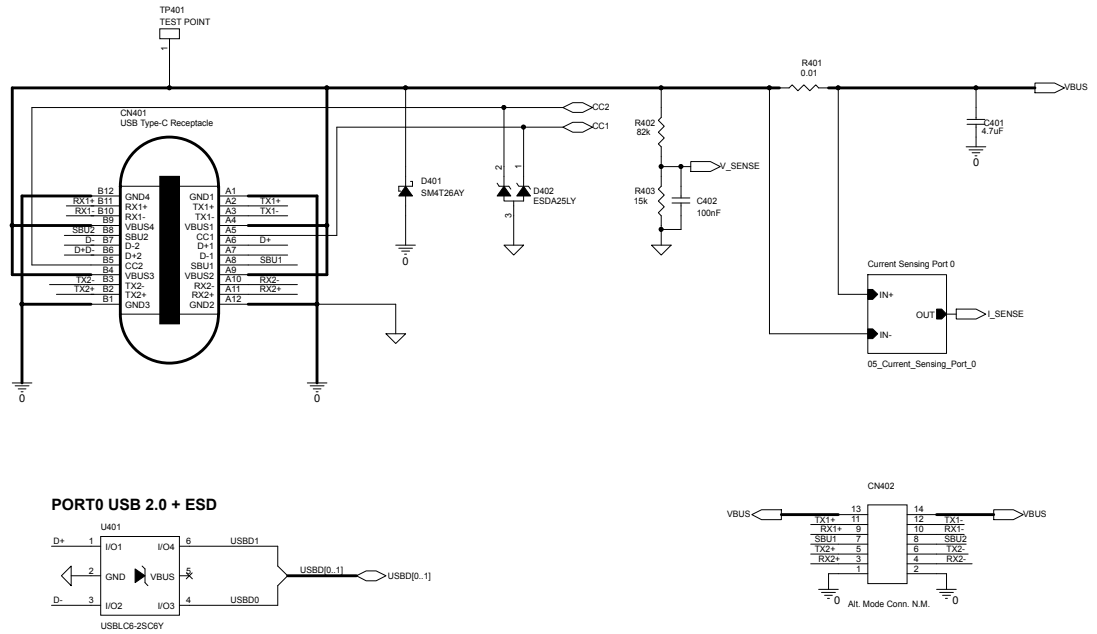 TP401
TEST POINT
1
R401
0.01
VBUS
CN401
USB Type-C Receptacle
CC2
CC1
R402
82k
V_SENSE
C401
4.7uF
0
D401
SM4T26AY
0
2
1
D402
ESDA25LY
3
R403
15k
C402
100nF
B12 GND4 GND1 A1
RX1+ B11 RX1+ TX1+ A2 TX1+
RX1- B10 RX1- TX1- A3 TX1-
B9 VBUS4 VBUS1 A4
SBU2 B8 SBU2 CC1 A5
D- B7 D-2 D+1 A6 D+
D+D- B6 D+2 D-1 A7
B5 CC2 SBU1 A8 SBU1
B4 VBUS3 VBUS2 A9
TX2- B3 TX2- RX2- A10 RX2-
TX2+ B2 TX2+ RX2+ A11 RX2+
B1 GND3 GND2 A12
0
0
Current Sensing Port 0
IN+
OUT
I_SENSE
IN-
05_Current_Sensing_Port_0
PORT0 USB 2.0 + ESD
U401
D+ 1 I/O1 I/O4 6 USBD1
2 GND VBUS 5
USBD[0..1]
USBD[0..1]
D- 3 I/O2 I/O3 4 USBD0
USBLC6-2SC6Y
CN402
VBUS 13 14 VBUS
TX1+ 11 12 TX1-
RX1+ 9 10 RX1-
SBU1 7 8 SBU2
TX2+ 5 6 TX2-
RX2+ 3 4 RX2-
1 2
0
0
Alt. Mode Conn. N.M.